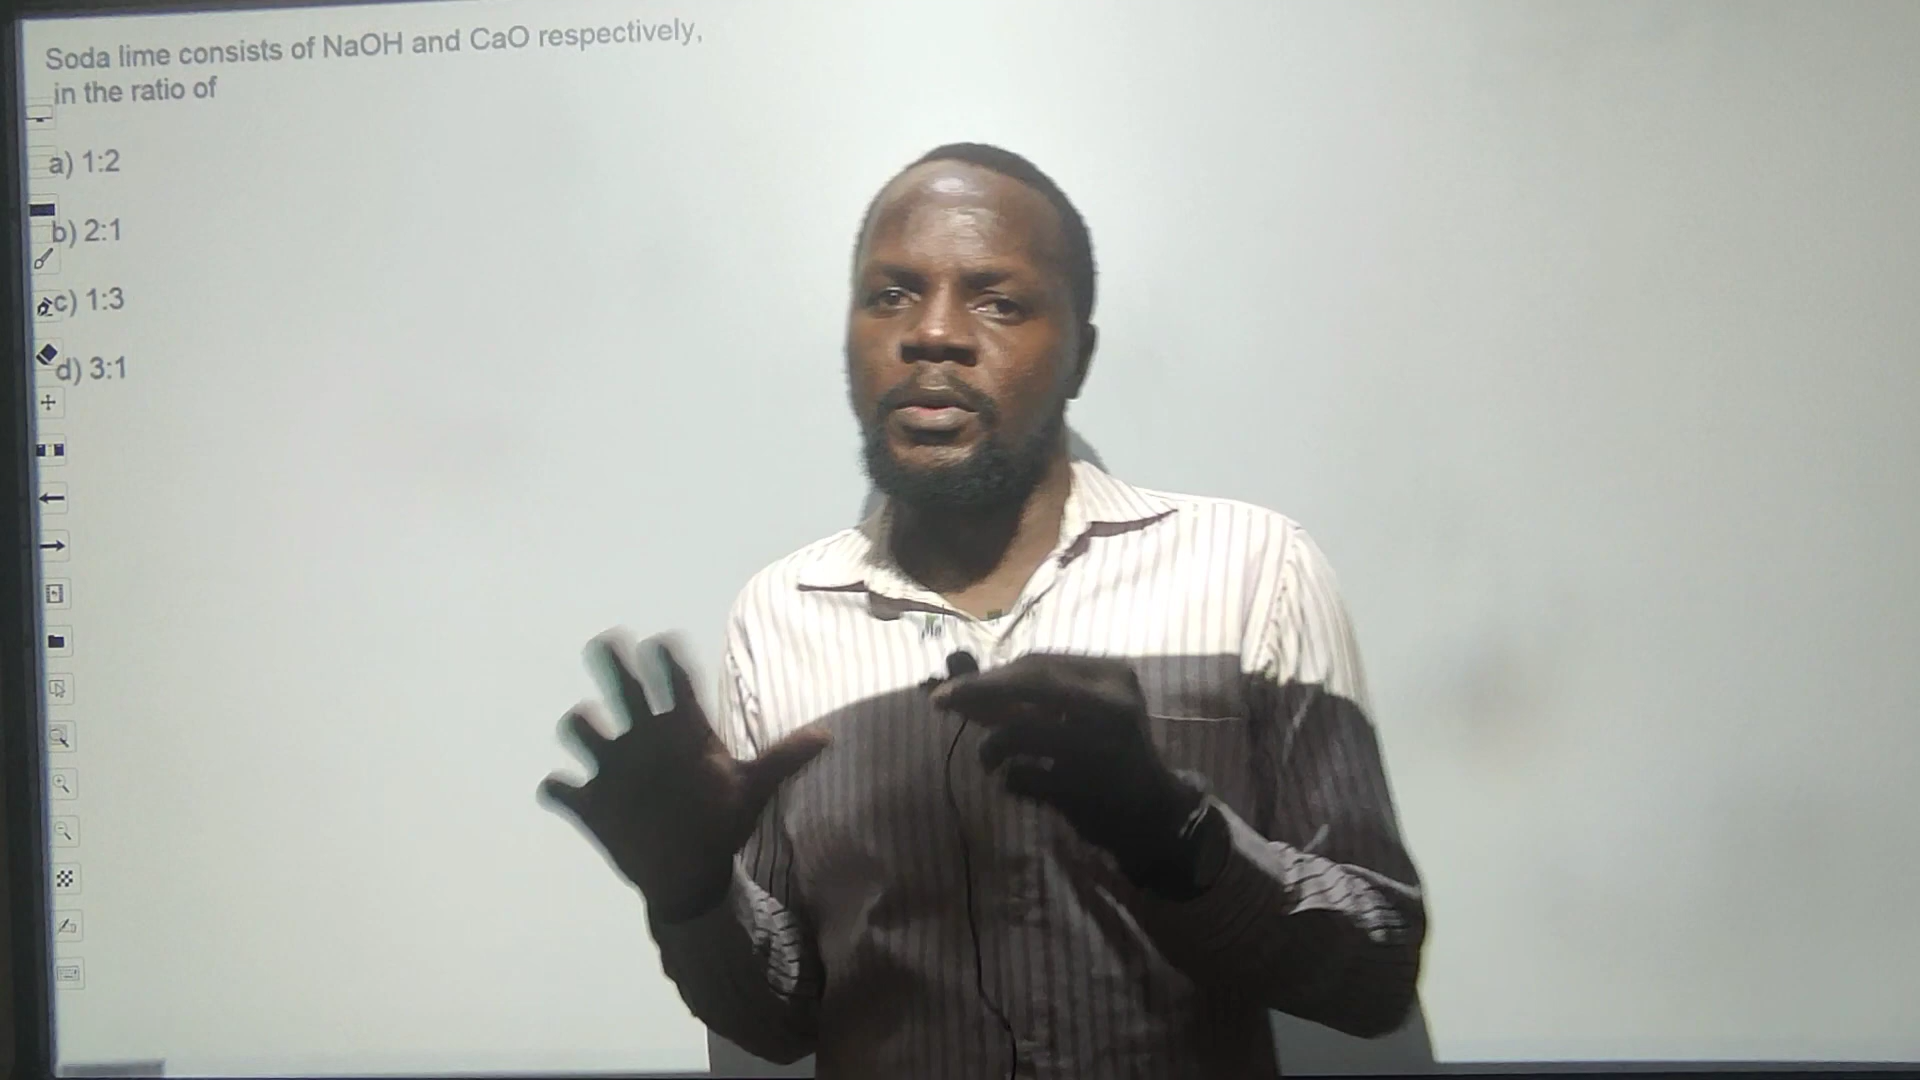 Soda lime consists of NaOH and CaO respectively,
in the ratio of
a) 1:2
b) 2:1
c) 1:3
d) 3:1